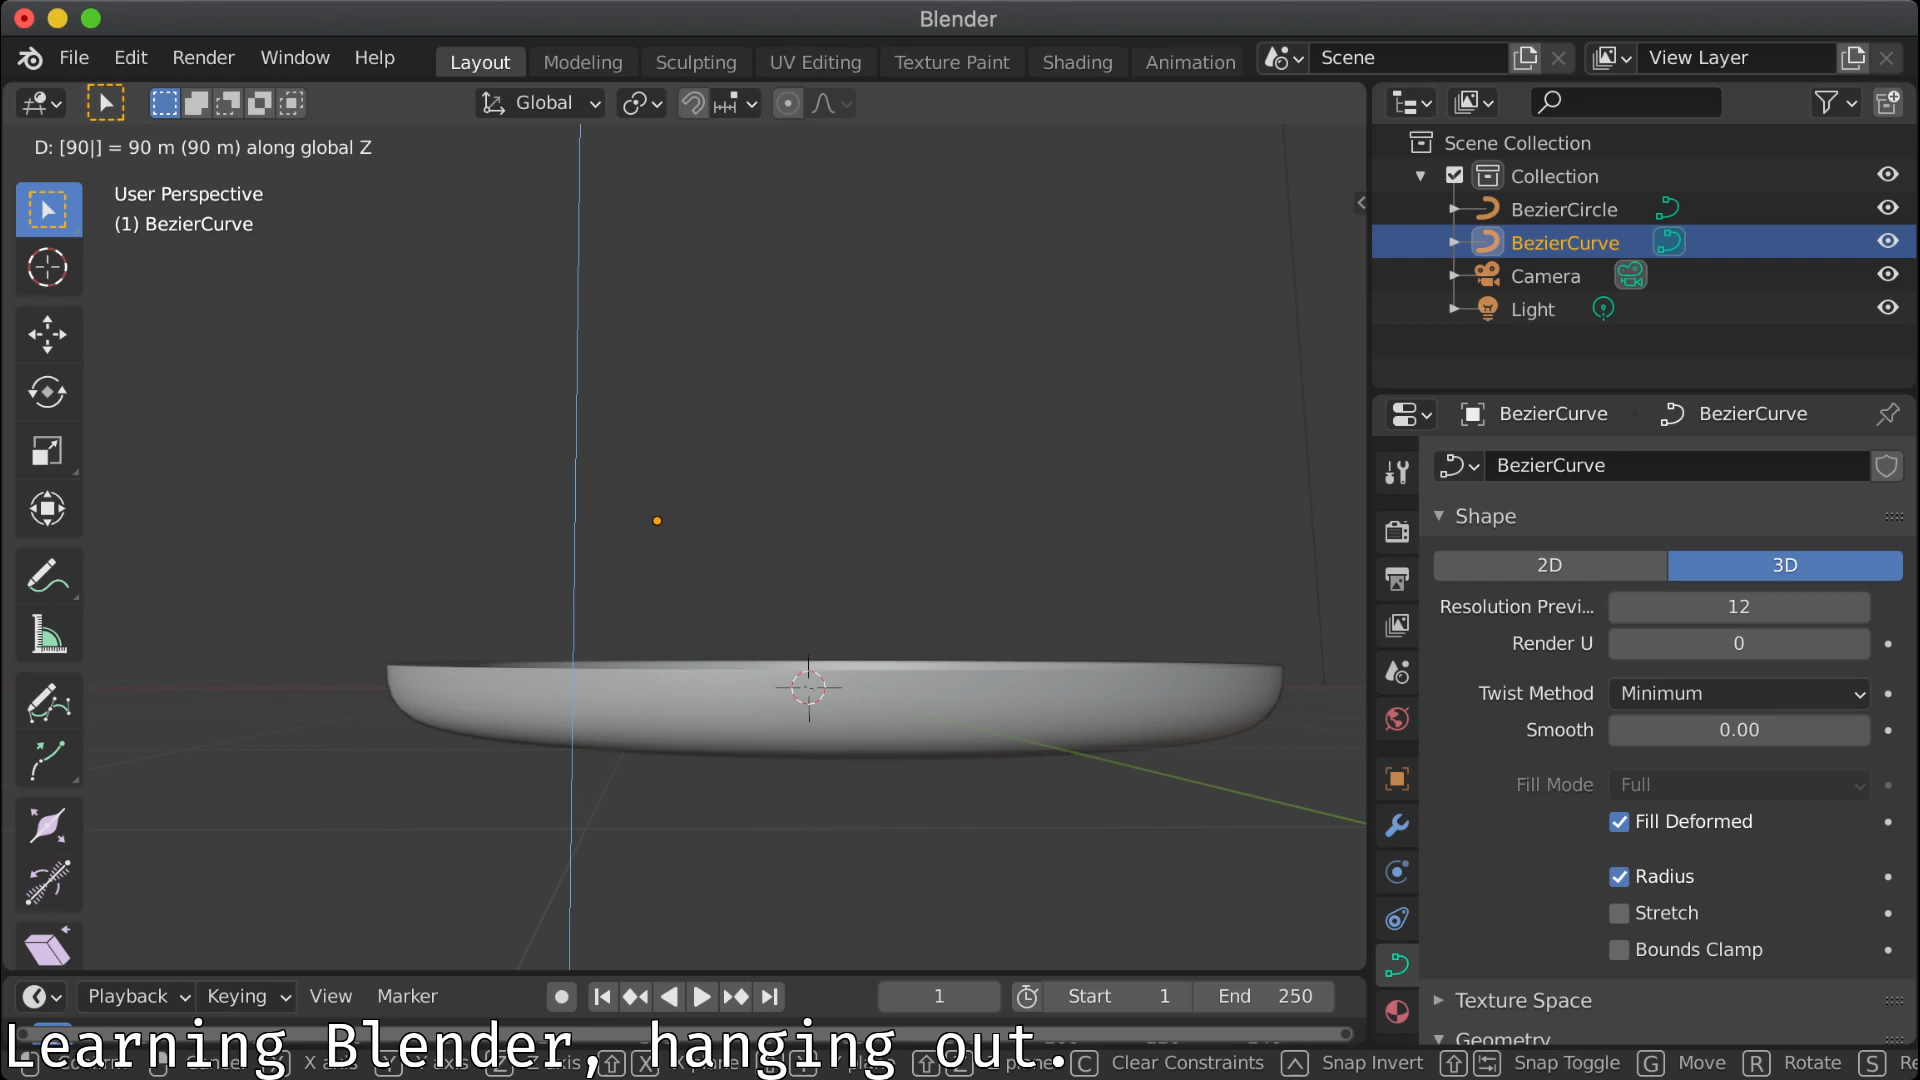 Blender
File Edit Render Window Help Layout Modeling Sculpting UV Editing Texture Paint Shading Animation Scene View Layer
Global
D: [90|] = 90 m (90 m) along global Z
User Perspective
(1) BezierCurve
Scene Collection
Collection
BezierCircle
BezierCurve
Camera
Light
BezierCurve BezierCurve
BezierCurve
Shape
2D 3D
Resolution Previ... 12
Render U 0
Twist Method Minimum
Smooth 0.00
Fill Mode Full
Fill Deformed
Radius
Stretch
Bounds Clamp
Texture Space
Geometry
Playback Keying View Marker 1 Start 1 End 250
Learning Blender, hanging out.
C Clear Constraints Snap Invert Snap Toggle G Move R Rotate S